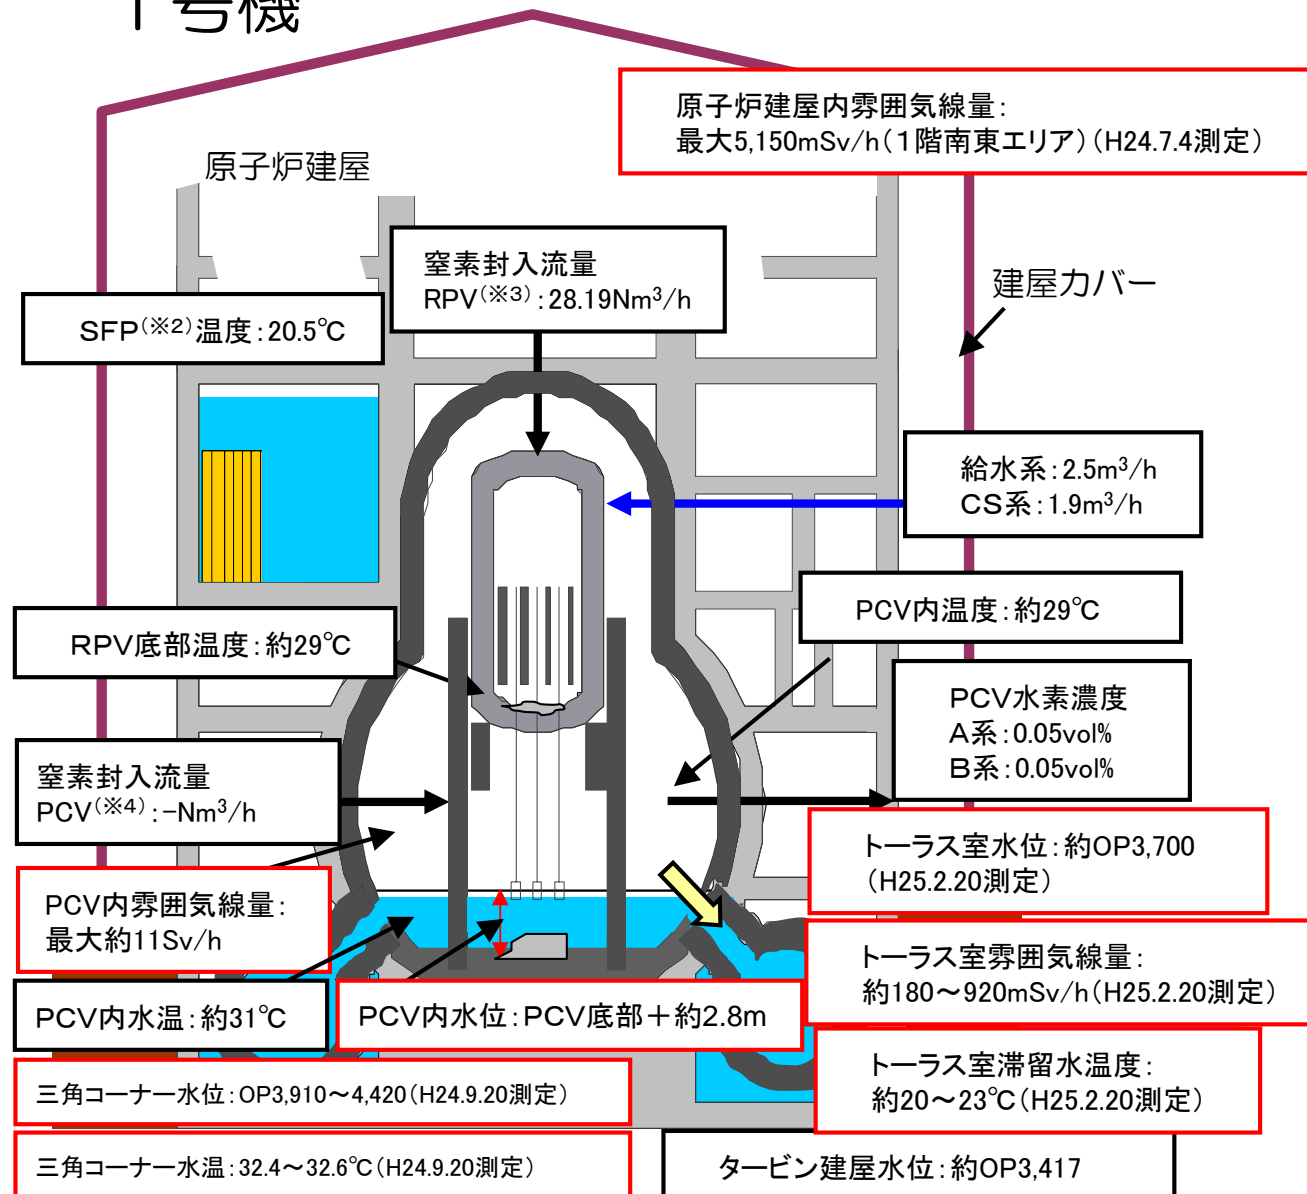 1号機
原子炉建屋内雰囲気線量:
最大5,150mSv/h(1階南東エリア)(H24.7.4測定)
原子炉建屋
窒素封入流量
RPV(※3):28.19Nm³/h
建屋カバー
SFP(※2)温度:20.5℃
給水系:2.5m³/h
CS系:1.9m³/h
PCV内温度:約29℃
RPV底部温度:約29℃
PCV水素濃度
A系:0.05vol%
B系:0.05vol%
窒素封入流量
PCV(※4):-Nm³/h
トーラス室水位:約OP3,700
(H25.2.20測定)
PCV内雰囲気線量:
最大約11Sv/h
トーラス室雰囲気線量:
約180～920mSv/h(H25.2.20測定)
PCV内水温:約31℃
PCV内水位:PCV底部+約2.8m
トーラス室滞留水温度:
約20～23℃(H25.2.20測定)
三角コーナー水位:OP3,910～4,420(H24.9.20測定)
三角コーナー水温:32.4～32.6℃(H24.9.20測定)
タービン建屋水位:約OP3,417